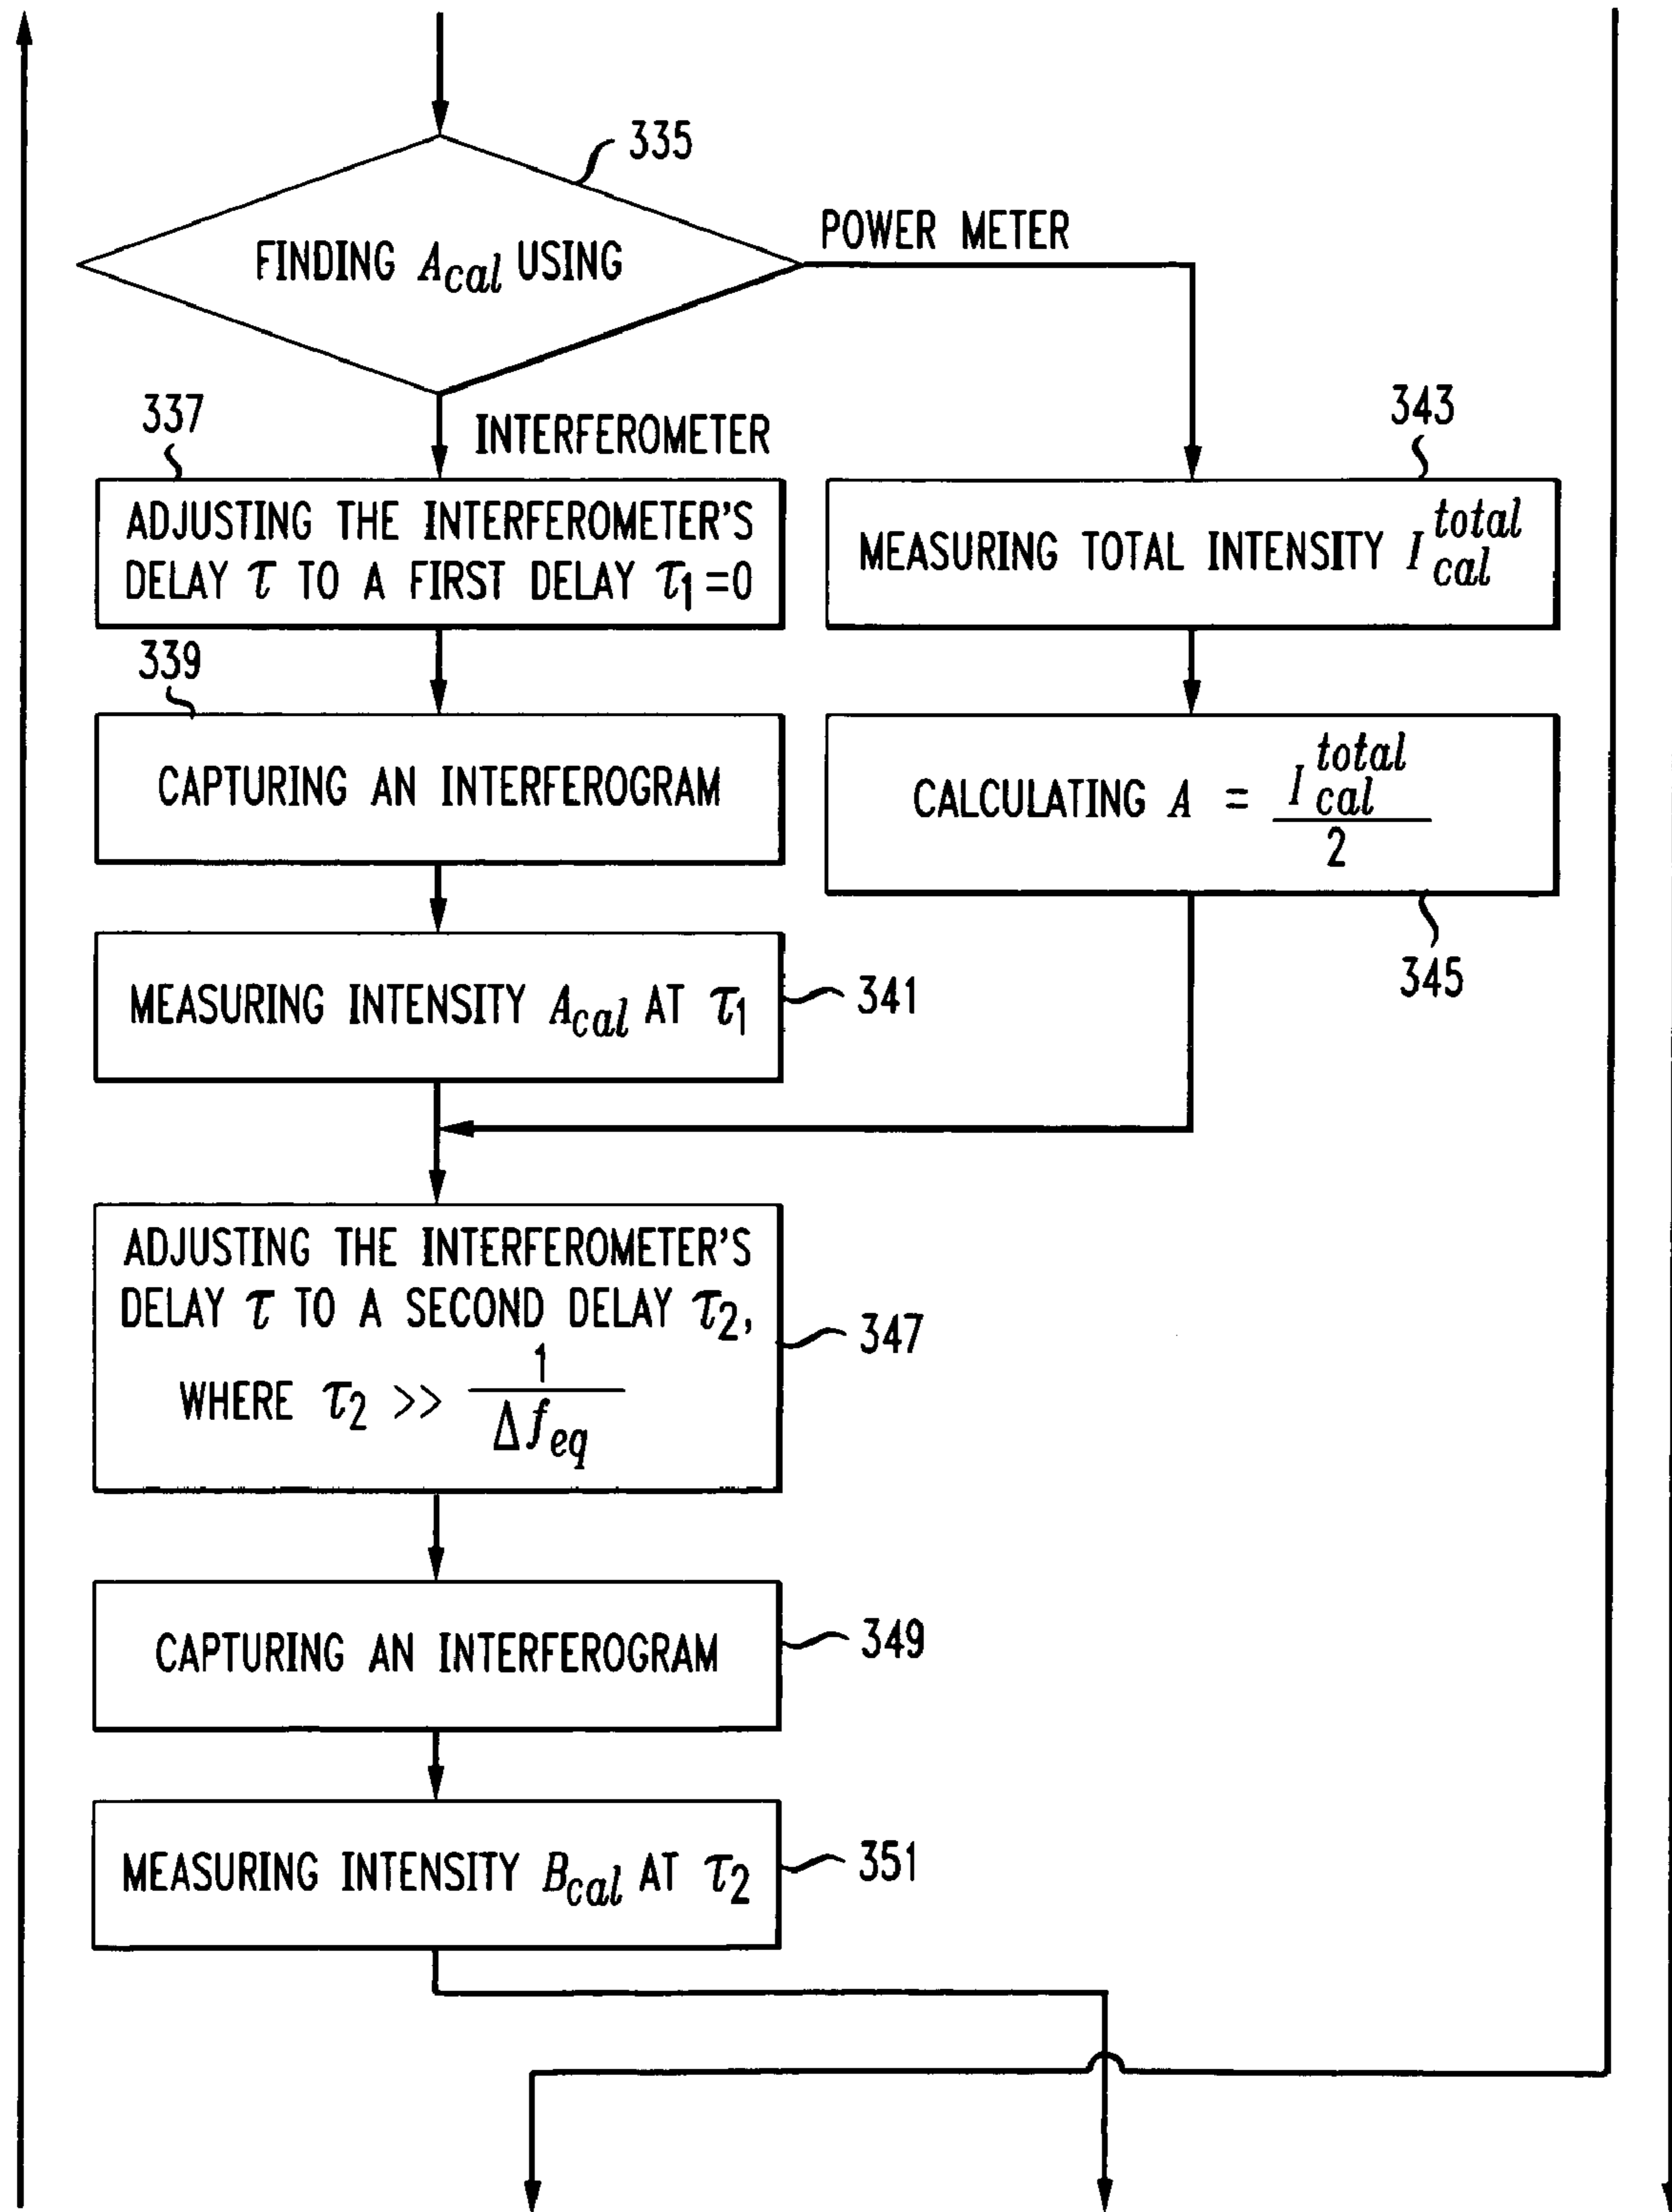 335
FINDING A_cal USING
POWER METER
INTERFEROMETER
337
ADJUSTING THE INTERFEROMETER'S
DELAY τ TO A FIRST DELAY τ1=0
343
MEASURING TOTAL INTENSITY I_cal^total
339
CAPTURING AN INTERFEROGRAM
CALCULATING A = I_cal^total / 2
345
MEASURING INTENSITY A_cal AT τ1
341
ADJUSTING THE INTERFEROMETER'S
DELAY τ TO A SECOND DELAY τ2,
WHERE τ2 >> 1 / Δf_eq
347
CAPTURING AN INTERFEROGRAM
349
MEASURING INTENSITY B_cal AT τ2
351